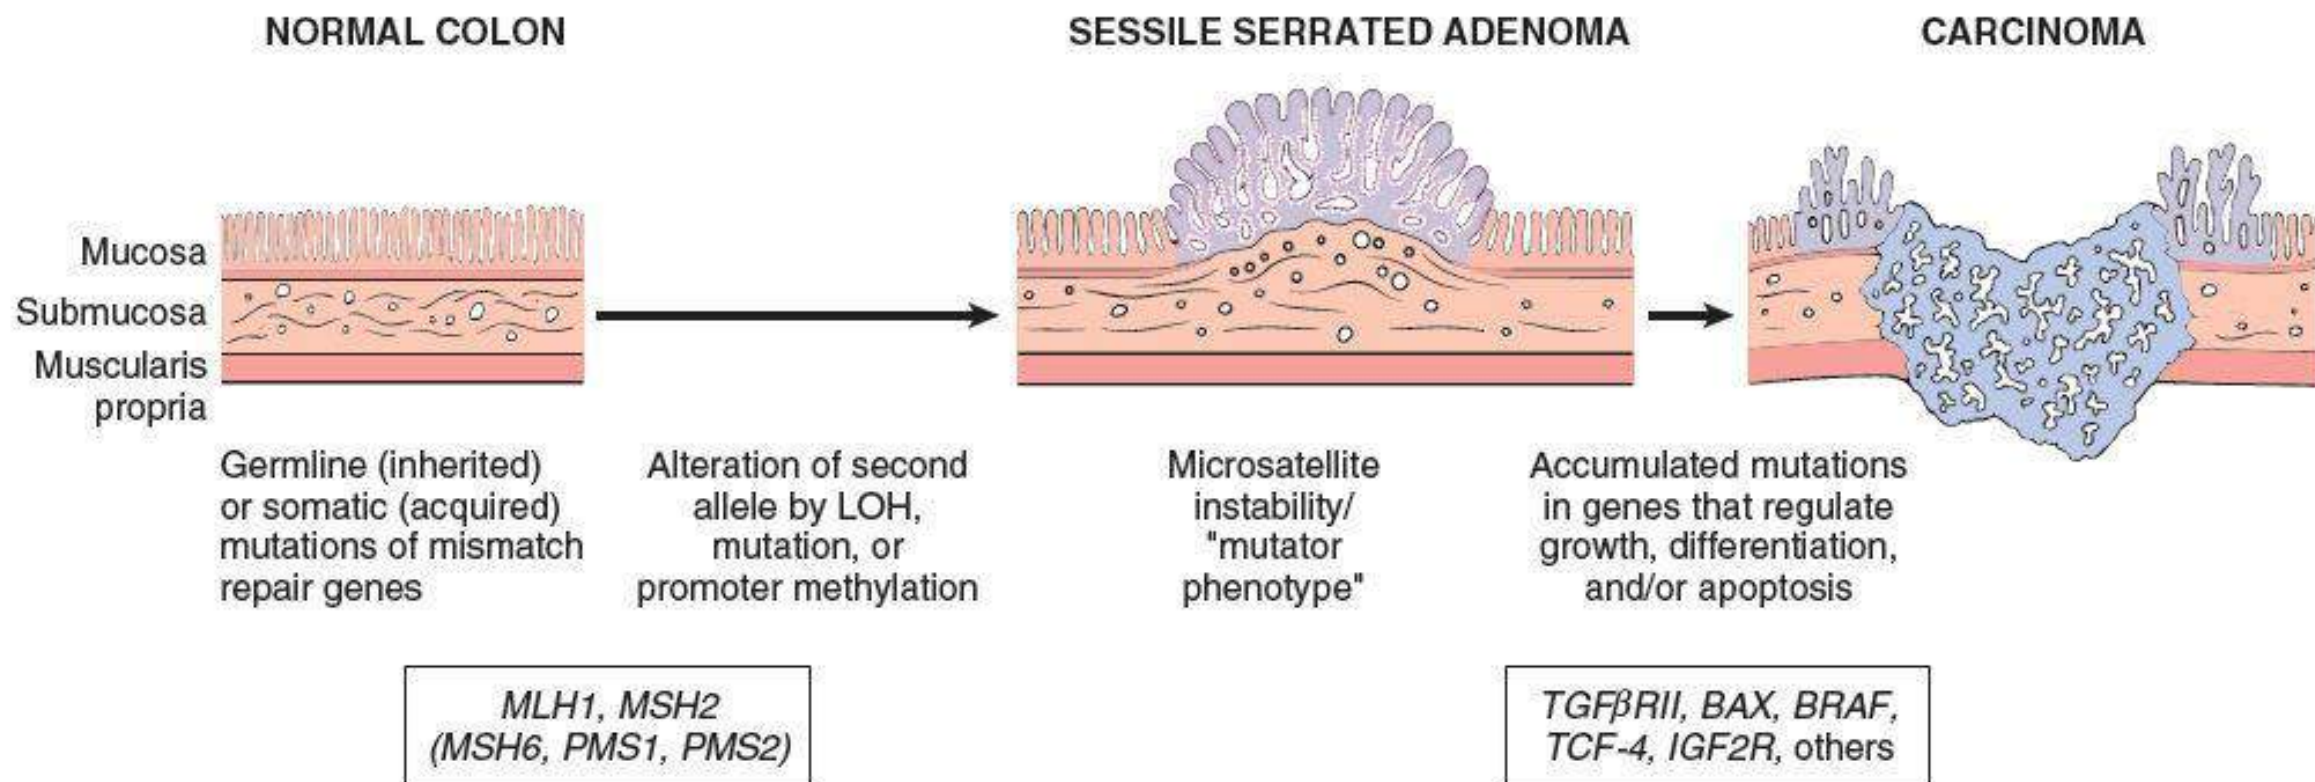 NORMAL COLON
SESSILE SERRATED ADENOMA
CARCINOMA
Mucosa
Submucosa
Muscularis
propria
Germline (inherited)
or somatic (acquired)
mutations of mismatch
repair genes
Alteration of second
allele by LOH,
mutation, or
promoter methylation
Microsatellite
instability/
"mutator
phenotype"
Accumulated mutations
in genes that regulate
growth, differentiation,
and/or apoptosis
MLH1, MSH2
(MSH6, PMS1, PMS2)
TGFβRII, BAX, BRAF,
TCF-4, IGF2R, others